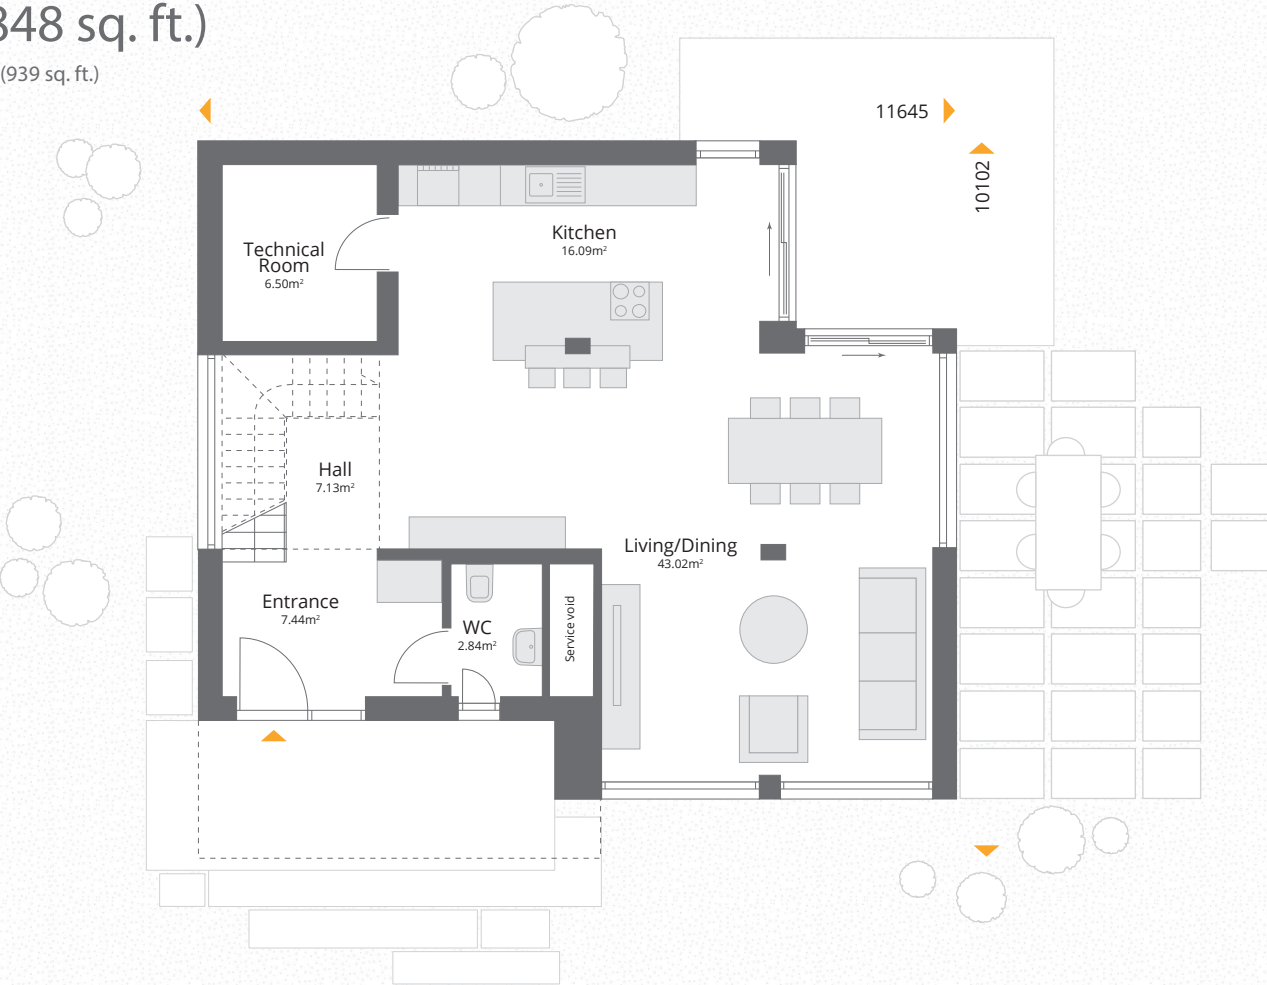 848 sq. ft.)
(939 sq. ft.)
11645
10102
Kitchen
16.09m²
Technical
Room
6.50m²
Hall
7.13m²
Living/Dining
43.02m²
Entrance
7.44m²
WC
2.84m²
Service void